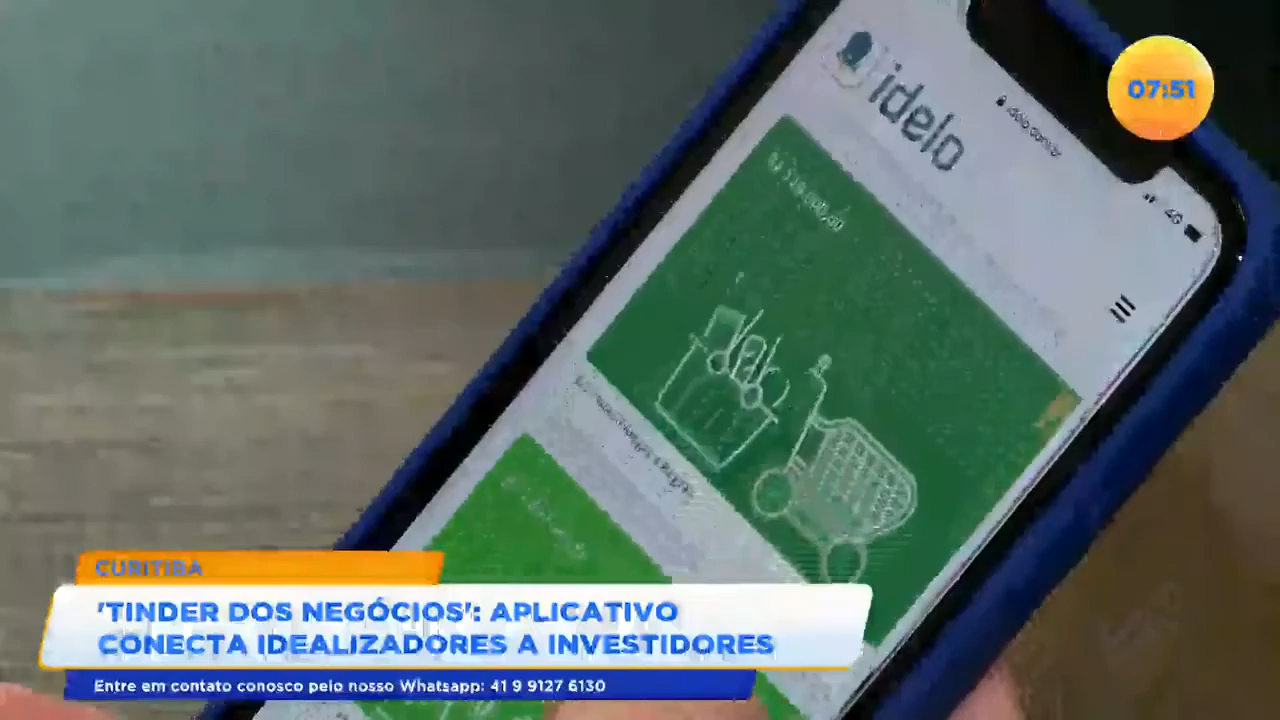 07:51
idelo
4G
CURITIBA
'TINDER DOS NEGÓCIOS': APLICATIVO
CONECTA IDEALIZADORES A INVESTIDORES
Entre em contato conosco pelo nosso Whatsapp: 41 9 9127 6130